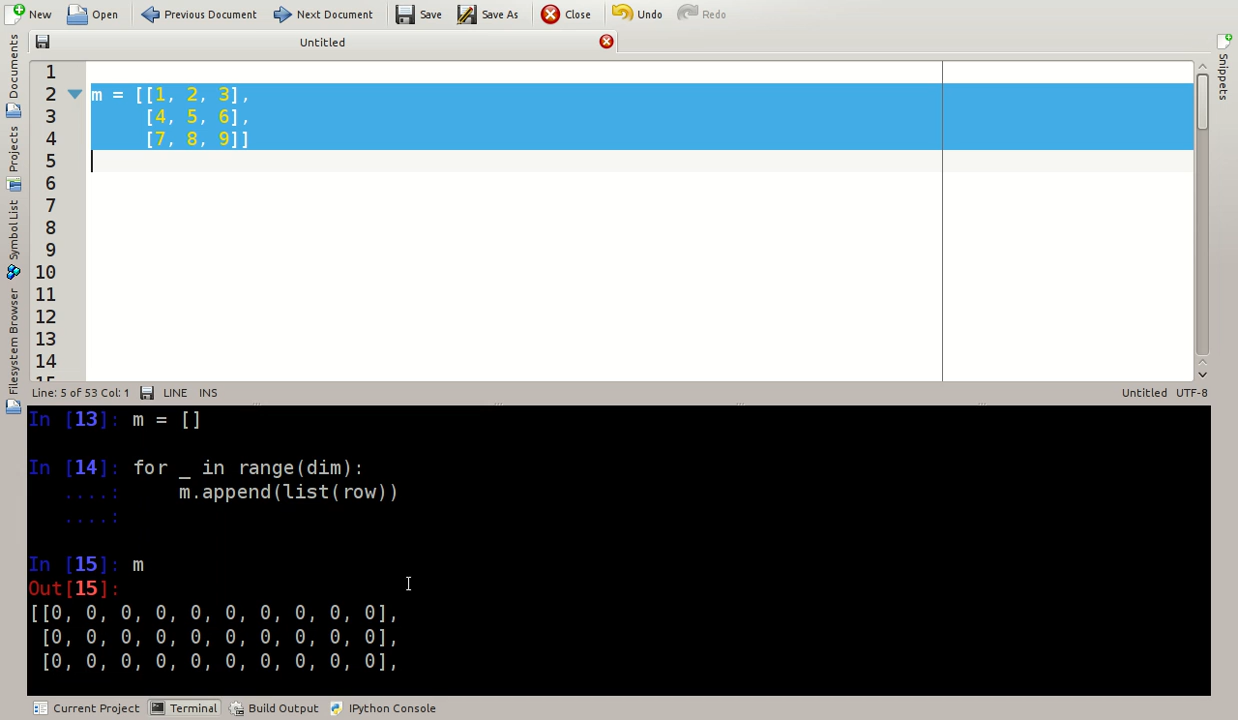 New Open Previous Document Next Document Save Save As Close Undo Redo
Untitled
Documents
Projects
Symbol List
Filesystem Browser
Snippets
1
2 m = [[1, 2, 3],
3 [4, 5, 6],
4 [7, 8, 9]]
5
6
7
8
9
10
11
12
13
14
Line: 5 of 53 Col: 1 LINE INS Untitled UTF-8
In [13]: m = []
In [14]: for _ in range(dim):
....: m.append(list(row))
....:
In [15]: m
Out[15]:
[[0, 0, 0, 0, 0, 0, 0, 0, 0, 0],
[0, 0, 0, 0, 0, 0, 0, 0, 0, 0],
[0, 0, 0, 0, 0, 0, 0, 0, 0, 0],
Current Project Terminal Build Output IPython Console